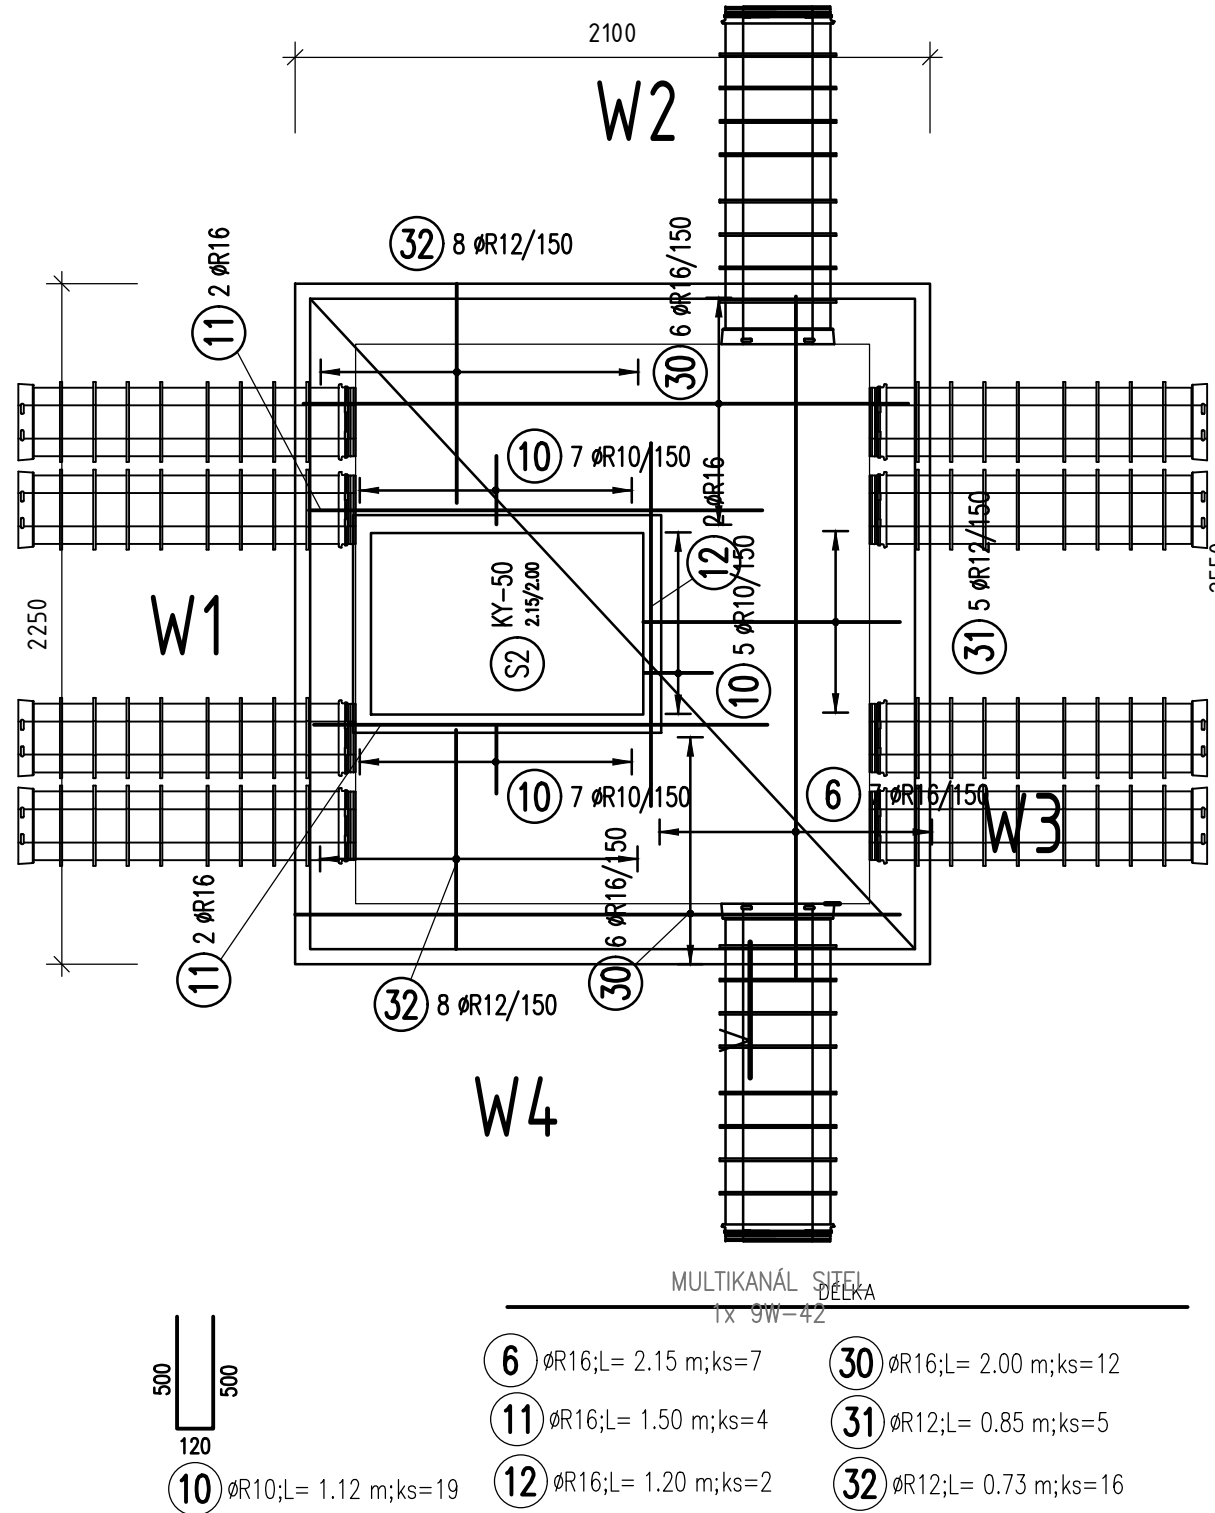 2100
W2
32 8 øR12/150
11 2 øR16
30 6 øR16/150
10 7 øR10/150
12 2 øR16
KY-50
2.15/2.00
S2
10 5 øR10/150
31 5 øR12/150
2250
W1
10 7 øR10/150
6 7 øR16/150
W3
11 2 øR16
30 6 øR16/150
32 8 øR12/150
W4
MULTIKANÁL SITEL
DÉLKA
1x 9W-42
500
500
120
10 øR10;L= 1.12 m;ks=19
6 øR16;L= 2.15 m;ks=7
11 øR16;L= 1.50 m;ks=4
12 øR16;L= 1.20 m;ks=2
30 øR16;L= 2.00 m;ks=12
31 øR12;L= 0.85 m;ks=5
32 øR12;L= 0.73 m;ks=16